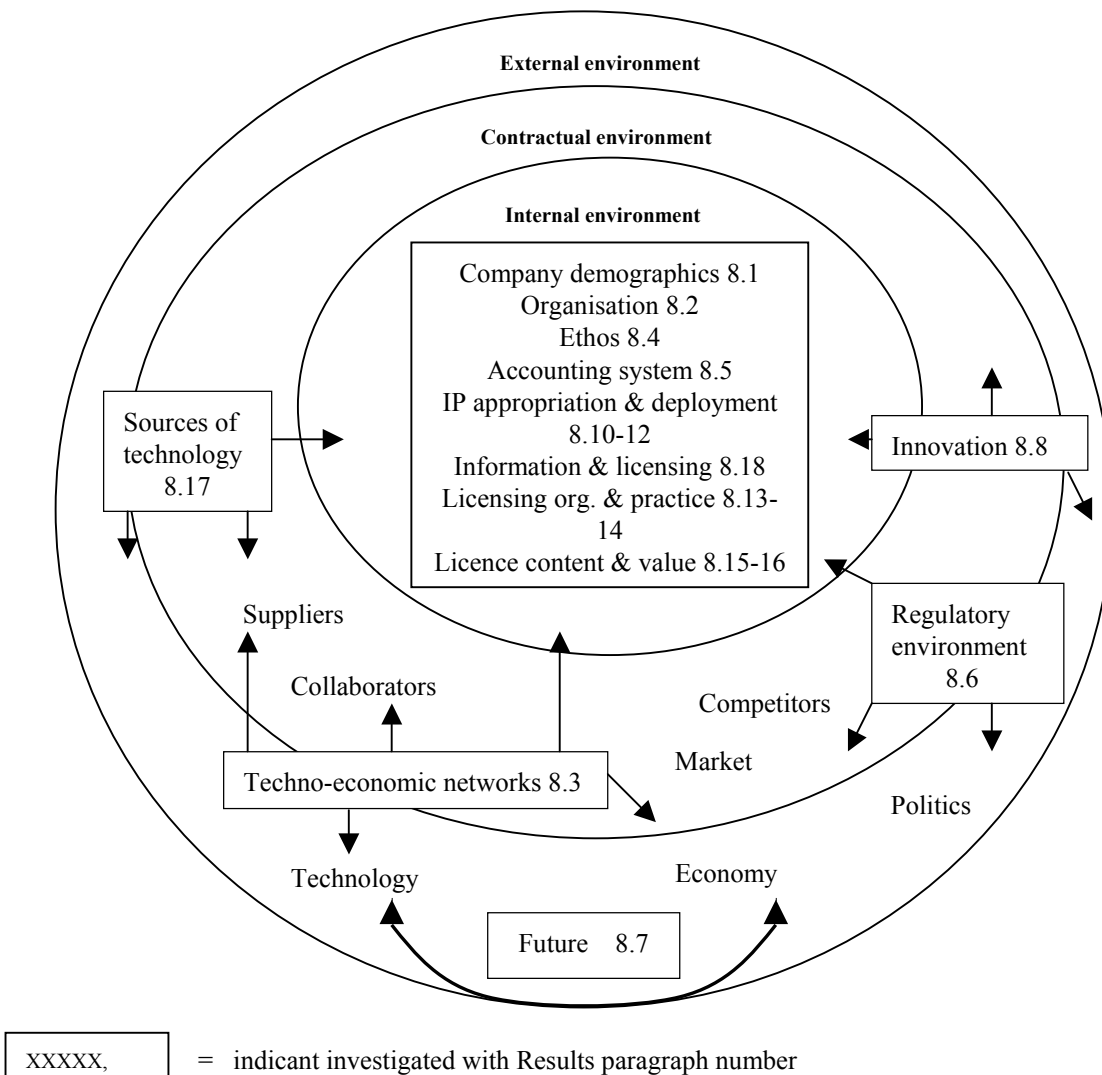 External environment
Contractual environment
Internal environment
Company demographics 8.1
Organisation 8.2
Ethos 8.4
Accounting system 8.5
IP appropriation & deployment
8.10-12
Information & licensing 8.18
Licensing org. & practice 8.13-
14
Licence content & value 8.15-16
Sources of
technology
8.17
Innovation 8.8
Regulatory
environment
8.6
Suppliers
Collaborators
Competitors
Market
Techno-economic networks 8.3
Politics
Technology
Economy
Future 8.7
XXXXX,
= indicant investigated with Results paragraph number